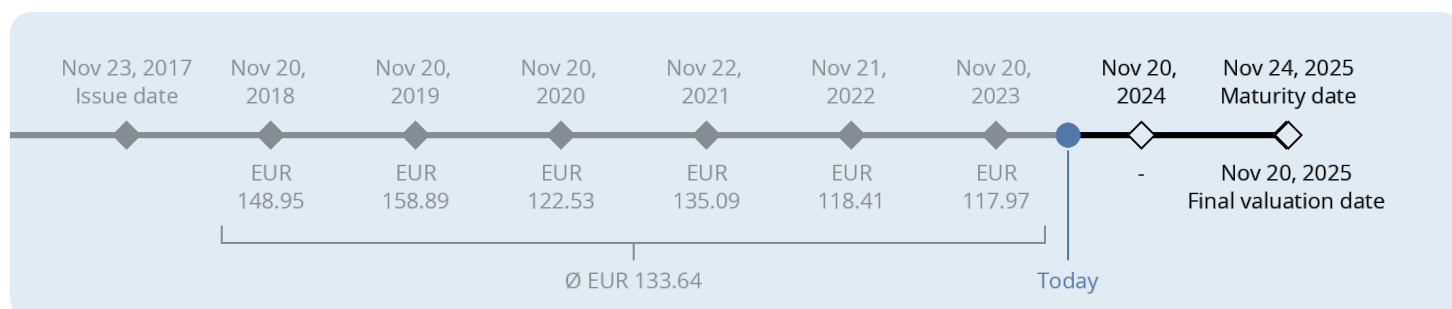 Nov 23, 2017
Issue date
Nov 20,
2018
Nov 20,
2019
Nov 20,
2020
Nov 22,
2021
Nov 21,
2022
Nov 20,
2023
Nov 20,
2024
Nov 24, 2025
Maturity date
EUR
148.95
EUR
158.89
EUR
122.53
EUR
135.09
EUR
118.41
EUR
117.97
-
Nov 20, 2025
Final valuation date
Ø EUR 133.64
Today